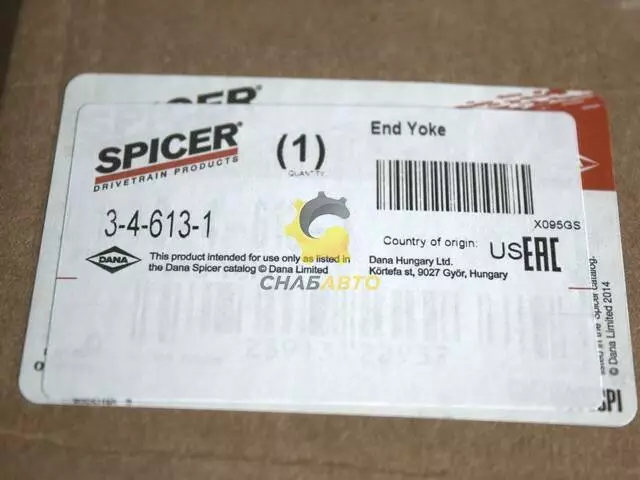 SPICER®
DRIVETRAIN PRODUCTS
(1)
QUANTITY
End Yoke
X095GS
3-4-613-1
Country of origin: US EAC
DANA
This product intended for use only as listed in
the Dana Spicer catalog © Dana Limited
Dana Hungary Ltd.
Körtefa st, 9027 Győr, Hungary
СНАБАВТО
© Dana Limited 2014